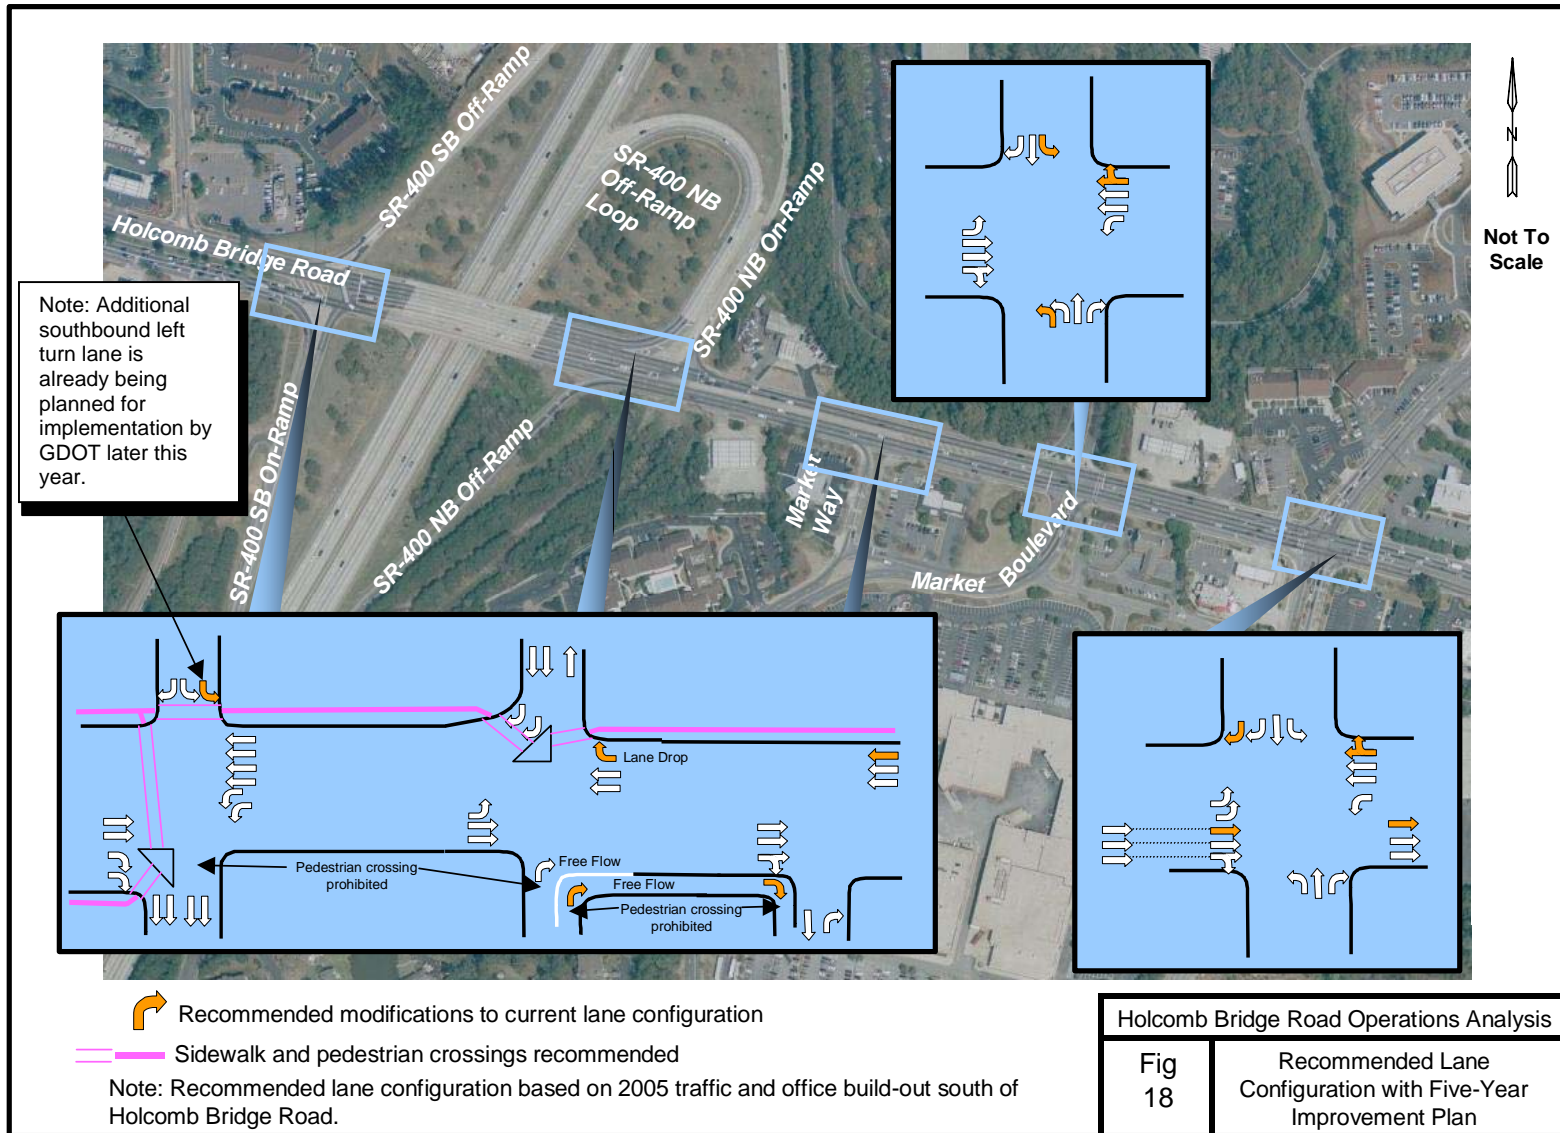 SR-400 SB Off-Ramp
SR-400 NB
Off-Ramp
Loop
SR-400 NB On-Ramp
Holcomb Bridge Road
N
Not To
Scale
Note: Additional
southbound left
turn lane is
already being
planned for
implementation by
GDOT later this
year.
SR-400 SB On-Ramp
SR-400 NB Off-Ramp
Market
Way
Market
Boulevard
Lane Drop
Pedestrian crossing
prohibited
Free Flow
Free Flow
Pedestrian crossing
prohibited
Recommended modifications to current lane configuration
Sidewalk and pedestrian crossings recommended
Note: Recommended lane configuration based on 2005 traffic and office build-out south of
Holcomb Bridge Road.
Holcomb Bridge Road Operations Analysis
Fig
18
Recommended Lane
Configuration with Five-Year
Improvement Plan